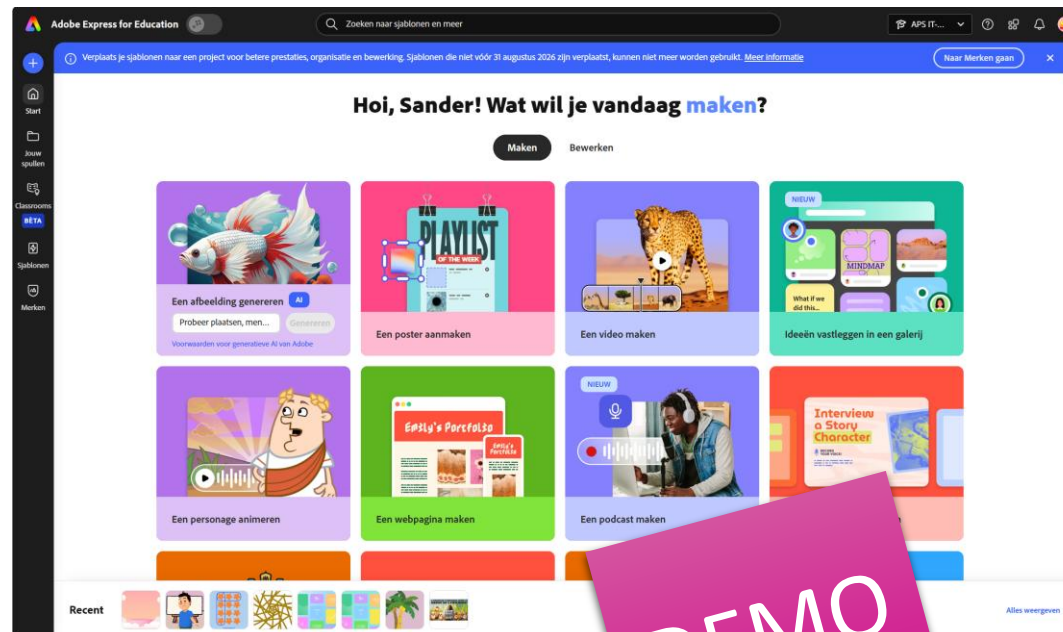 Adobe Express for Education
Zoeken naar sjablonen en meer
APS IT-...
Verplaats je sjablonen naar een project voor betere prestaties, organisatie en bewerking. Sjablonen die niet vóór 31 augustus 2026 zijn verplaatst, kunnen niet meer worden gebruikt. Meer informatie
Naar Merken gaan
Start
Jouw
spullen
Classrooms
BÈTA
Sjablonen
Merken
Hoi, Sander! Wat wil je vandaag maken?
Maken
Bewerken
Een afbeelding genereren
AI
Probeer plaatsen, men...
Genereren
Voorwaarden voor generatieve AI van Adobe
PLAYLIST
OF THE WEEK
Een poster aanmaken
Een video maken
NIEUW
MINDMAP
What if we
did this...
Ideeën vastleggen in een galerij
Een personage animeren
Emily's Portfolio
Emily's
Portfolio
Een webpagina maken
NIEUW
Een podcast maken
Interview
a Story
Character
DEMO
Recent
Alles weergeven